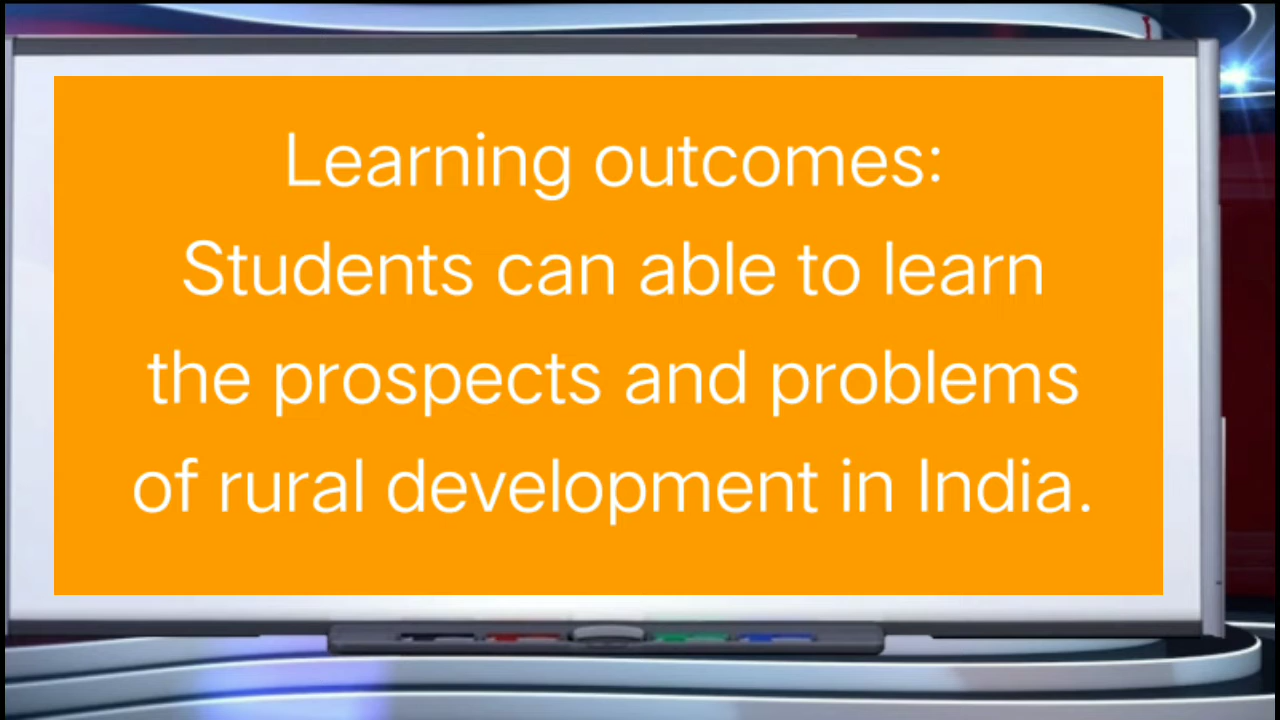 Learning outcomes:
Students can able to learn
the prospects and problems
of rural development in India.